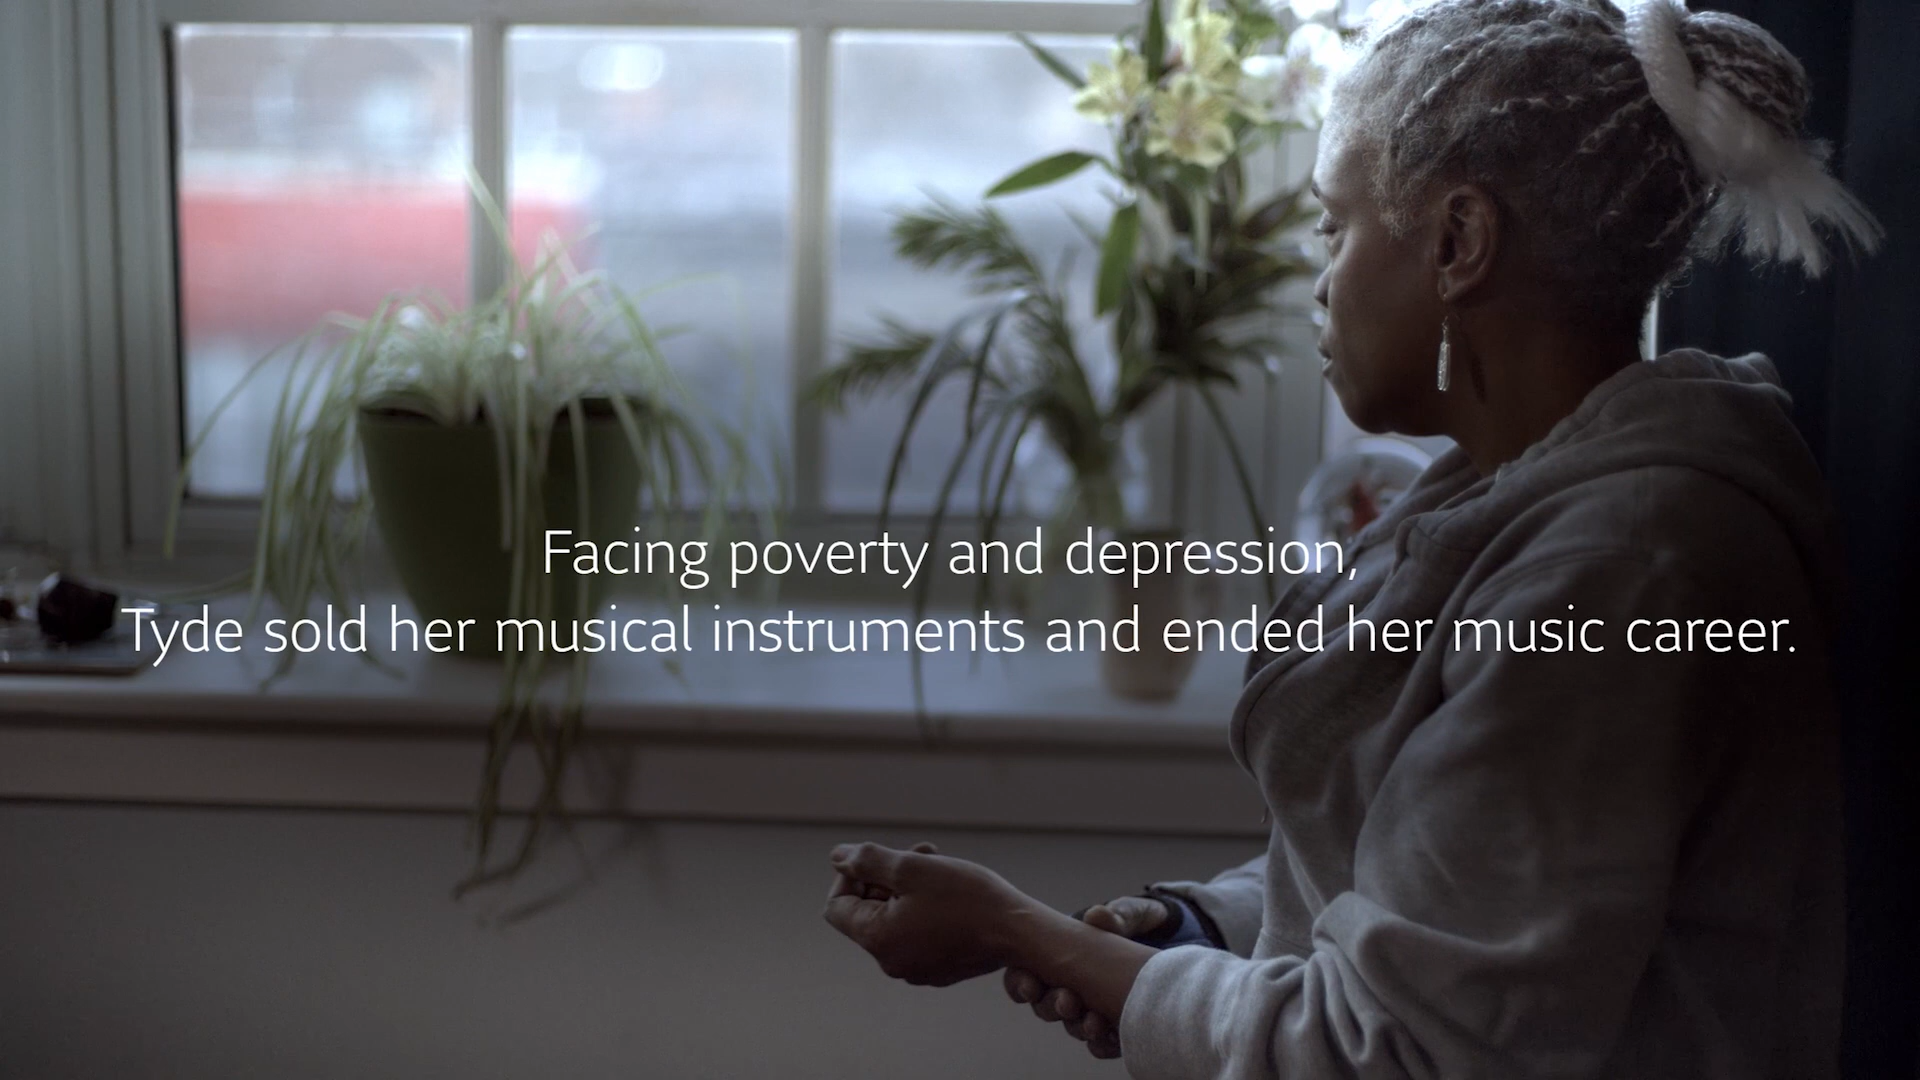 Facing poverty and depression,
Tyde sold her musical instruments and ended her music career.